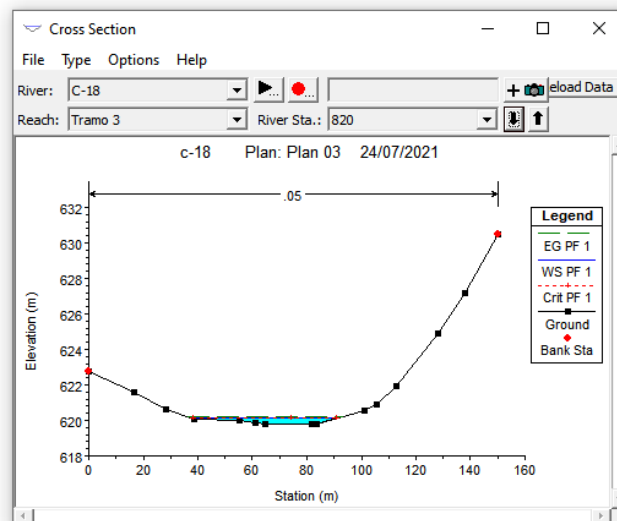 Cross Section
File Type Options Help
River: C-18 ... ... + eload Data
Reach: Tramo 3 River Sta.: 820
c-18 Plan: Plan 03 24/07/2021
.05
632
630
628
626
624
622
620
618
Elevation (m)
0 20 40 60 80 100 120 140 160
Station (m)
Legend
EG PF 1
WS PF 1
Crit PF 1
Ground
Bank Sta